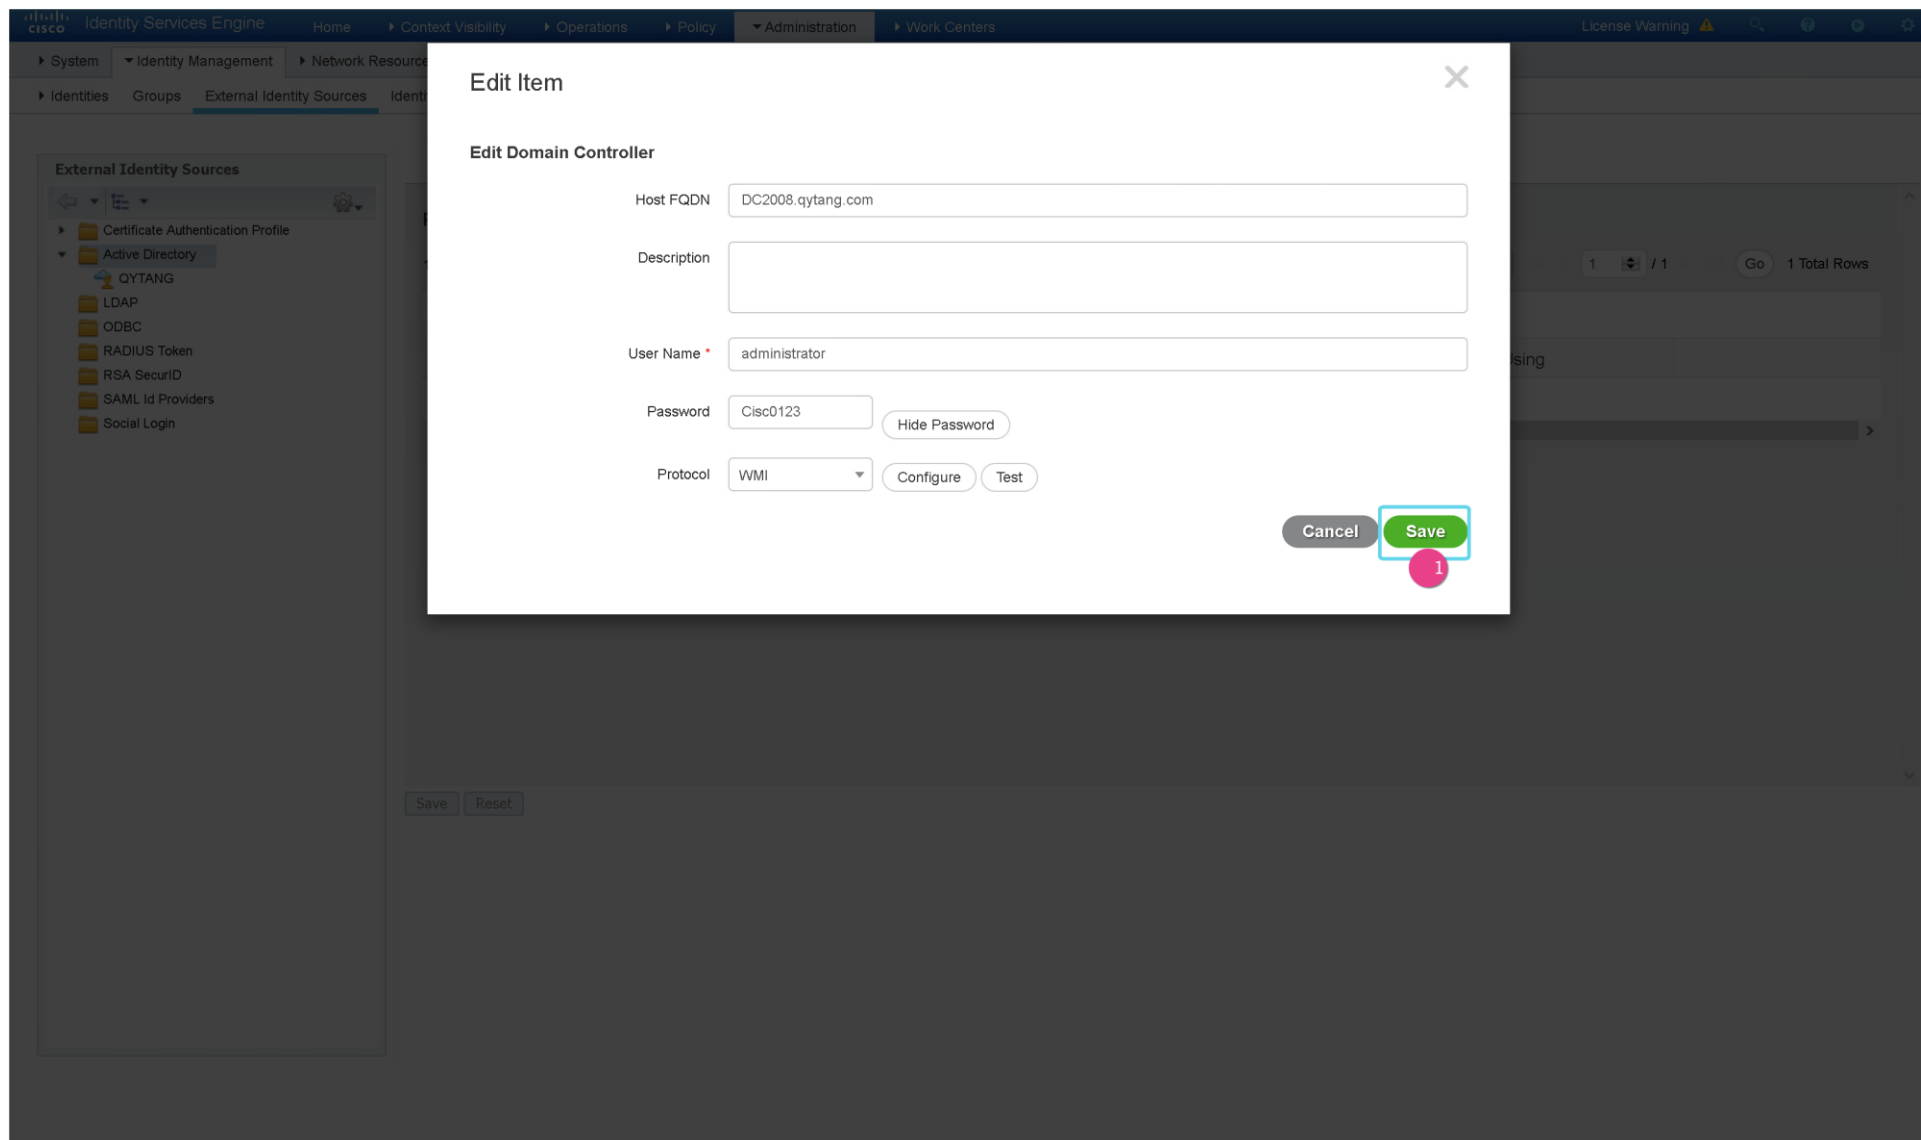 cisco Identity Services Engine Home Context Visibility Operations Policy Administration Work Centers License Warning
System Identity Management Network Resource
Identities Groups External Identity Sources Identi
Edit Item
Edit Domain Controller
External Identity Sources
Host FQDN DC2008.qytang.com
Certificate Authentication Profile
Active Directory
Description
QYTANG
1 / 1 Go 1 Total Rows
LDAP
ODBC
RADIUS Token
User Name * administrator
RSA SecurID
SAML Id Providers
Social Login
Password Cisc0123 Hide Password
Protocol WMI Configure Test
Cancel Save
1
Save Reset